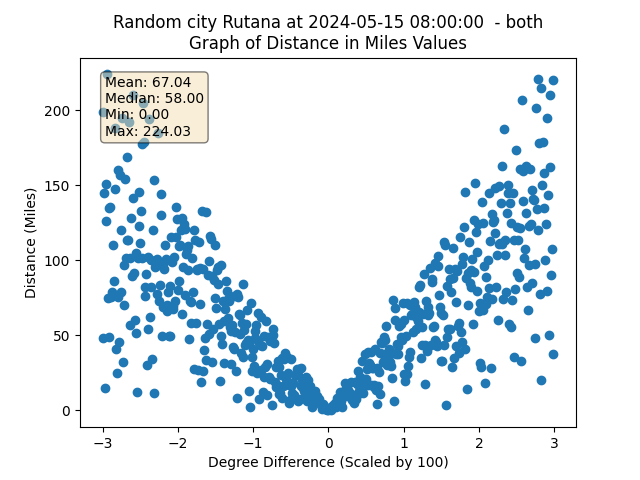 Random city Rutana at 2024-05-15 08:00:00  - both
Graph of Distance in Miles Values
Mean: 67.04
Median: 58.00
Min: 0.00
Max: 224.03
Distance (Miles)
200
150
100
50
0
−3
−2
−1
0
1
2
3
Degree Difference (Scaled by 100)